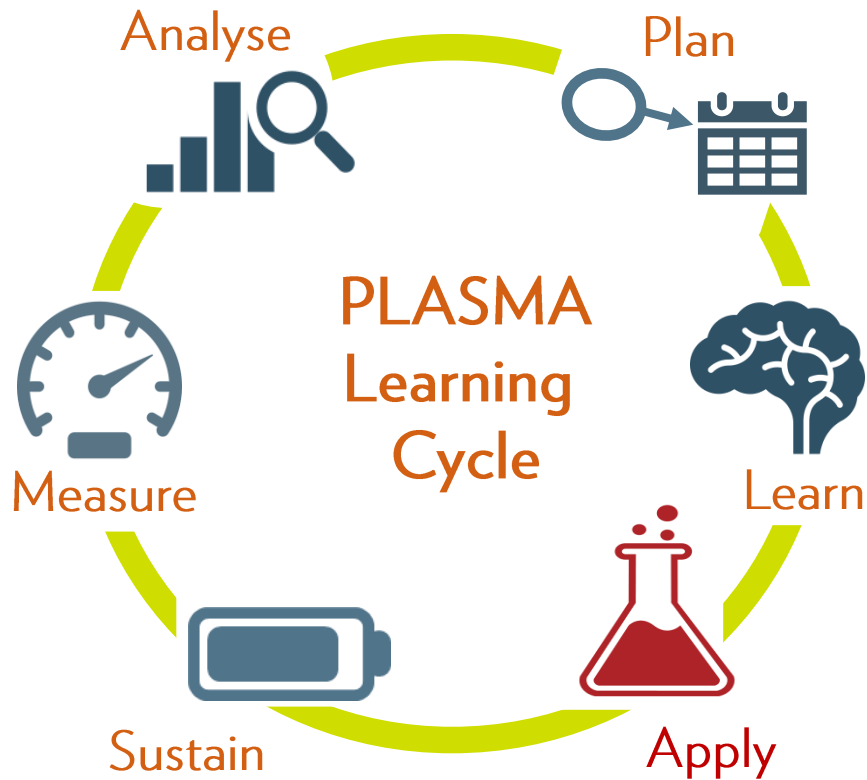 Analyse
Plan
PLASMA
Learning
Cycle
Measure
Learn
Sustain
Apply